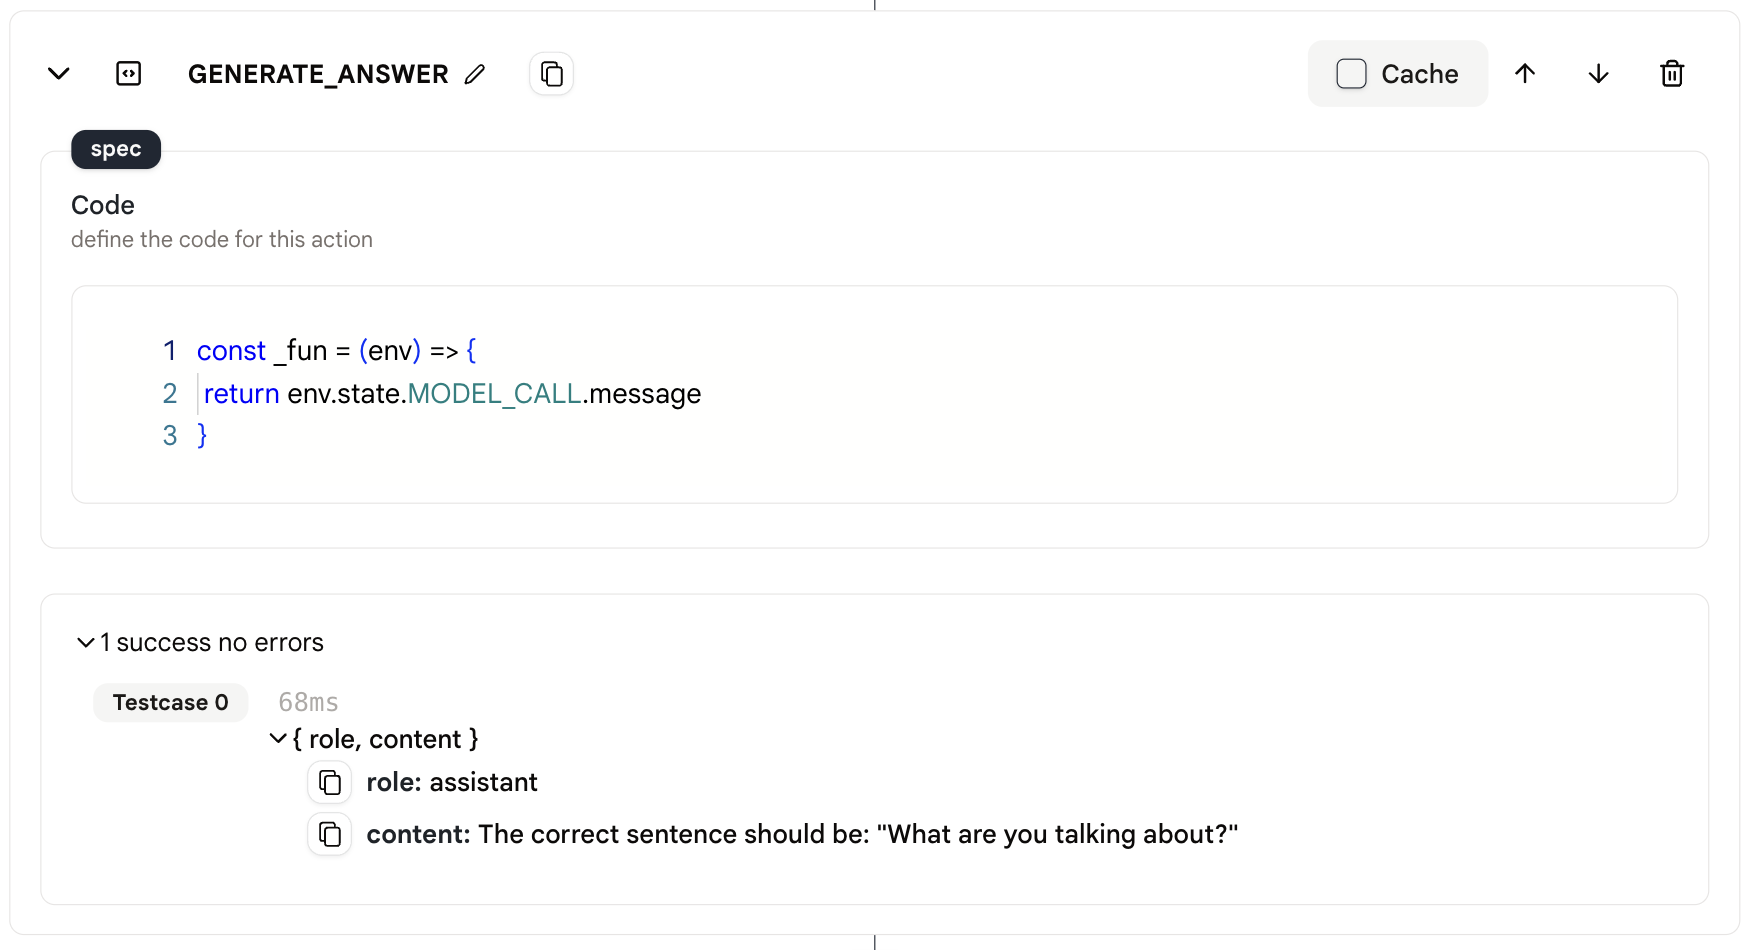 GENERATE_ANSWER
Cache
spec
Code
define the code for this action
1 const _fun = (env) => {
2 return env.state.MODEL_CALL.message
3 }
1 success no errors
Testcase 0 68ms
{ role, content }
role: assistant
content: The correct sentence should be: "What are you talking about?"